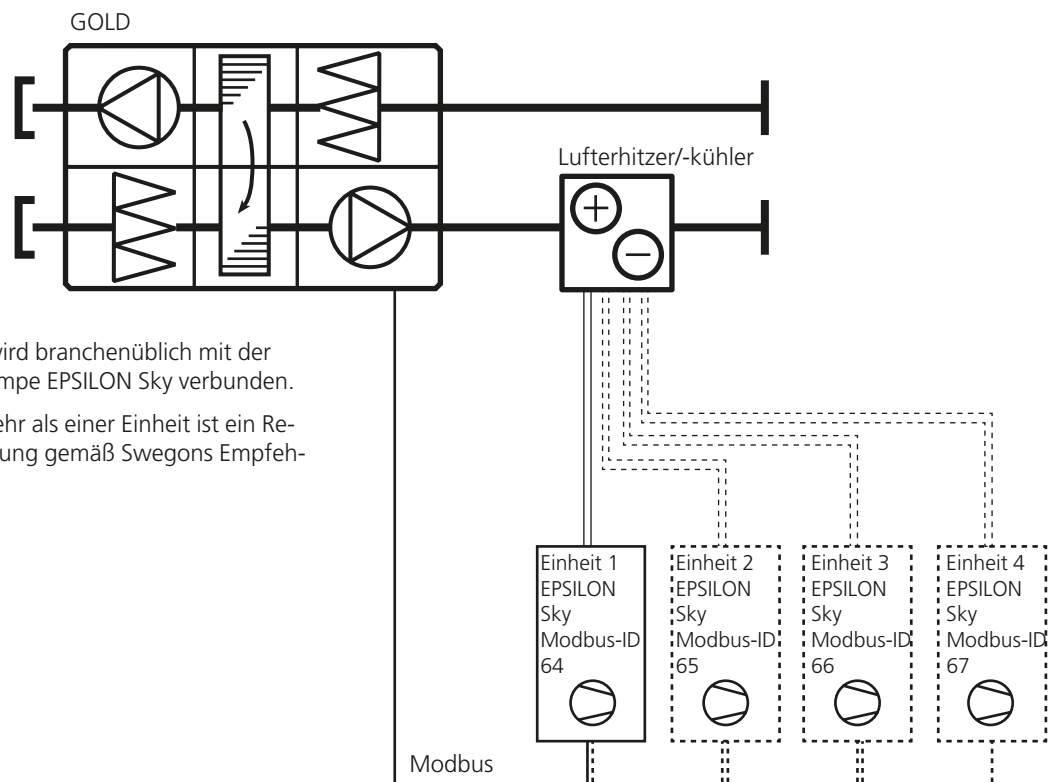 GOLD
Lufterhitzer/-kühler
wird branchenüblich mit der
mpe EPSILON Sky verbunden.
ehr als einer Einheit ist ein Re-
ung gemäß Swegons Empfeh-
Einheit 1
EPSILON
Sky
Modbus-ID
64
Einheit 2
EPSILON
Sky
Modbus-ID
65
Einheit 3
EPSILON
Sky
Modbus-ID
66
Einheit 4
EPSILON
Sky
Modbus-ID
67
Modbus